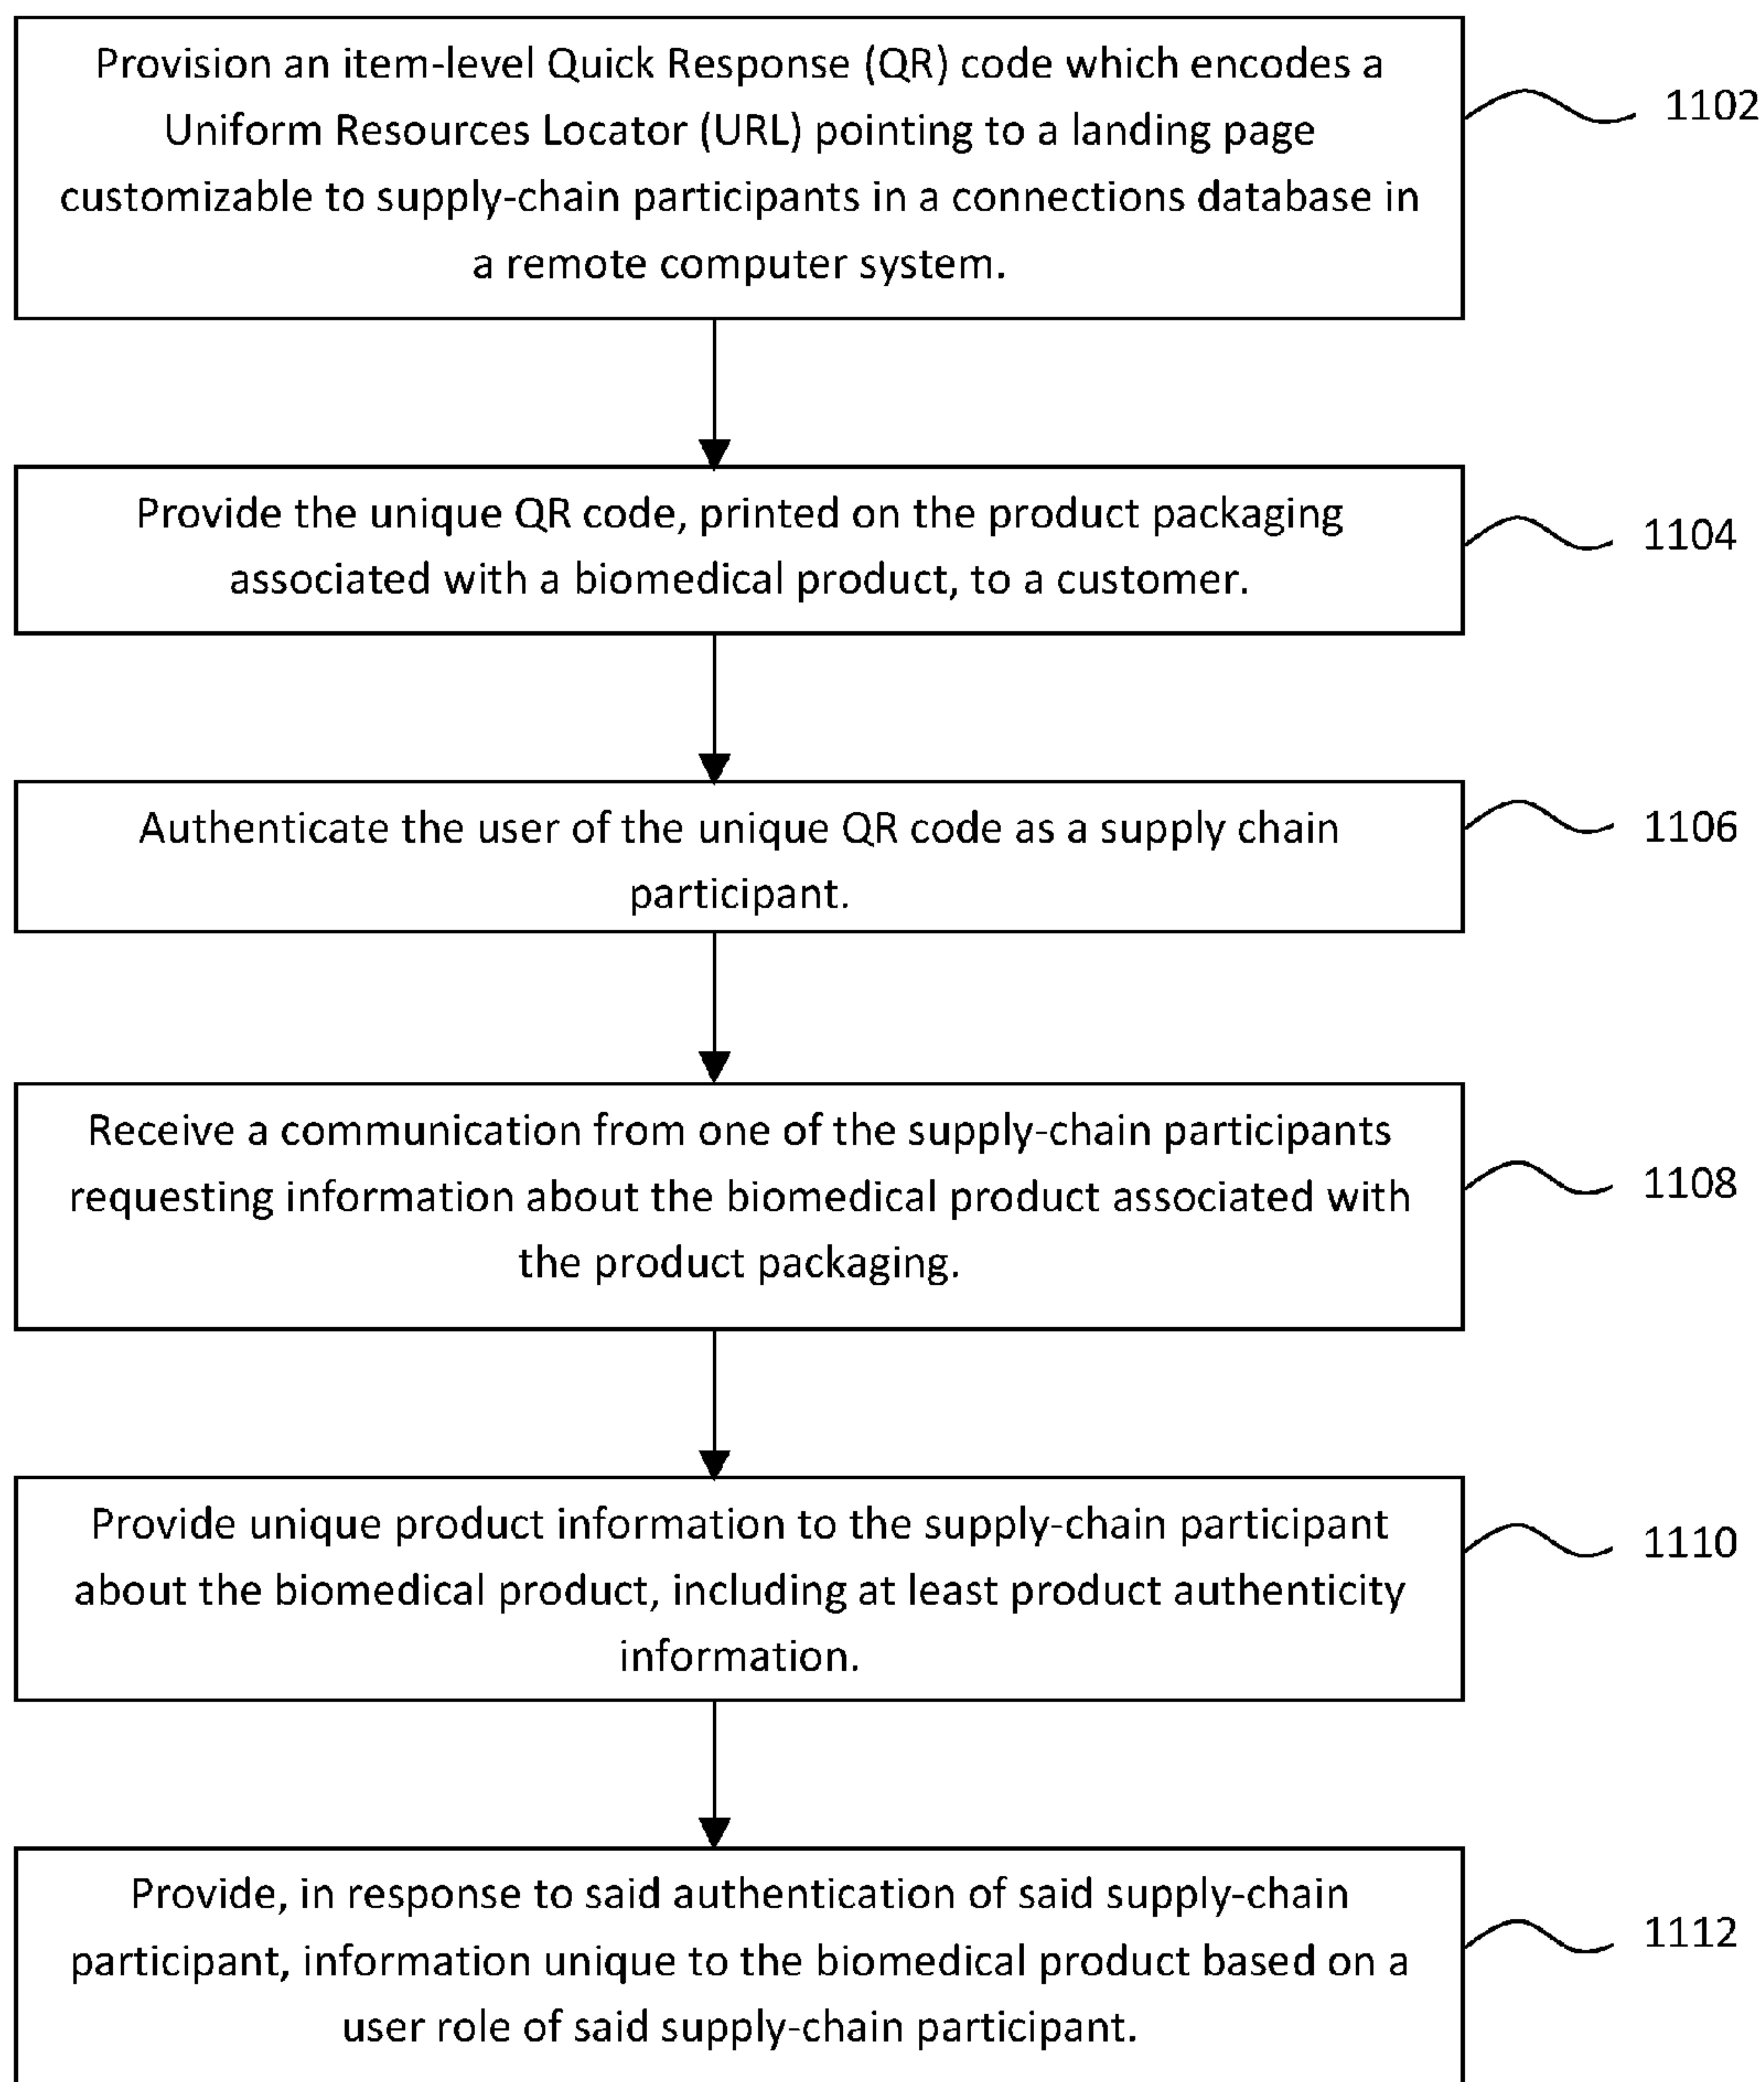 Provision an item-level Quick Response (QR) code which encodes a
Uniform Resources Locator (URL) pointing to a landing page
customizable to supply-chain participants in a connections database in
a remote computer system.
1102
Provide the unique QR code, printed on the product packaging
associated with a biomedical product, to a customer.
1104
Authenticate the user of the unique QR code as a supply chain
participant.
1106
Receive a communication from one of the supply-chain participants
requesting information about the biomedical product associated with
the product packaging.
1108
Provide unique product information to the supply-chain participant
about the biomedical product, including at least product authenticity
information.
1110
Provide, in response to said authentication of said supply-chain
participant, information unique to the biomedical product based on a
user role of said supply-chain participant.
1112